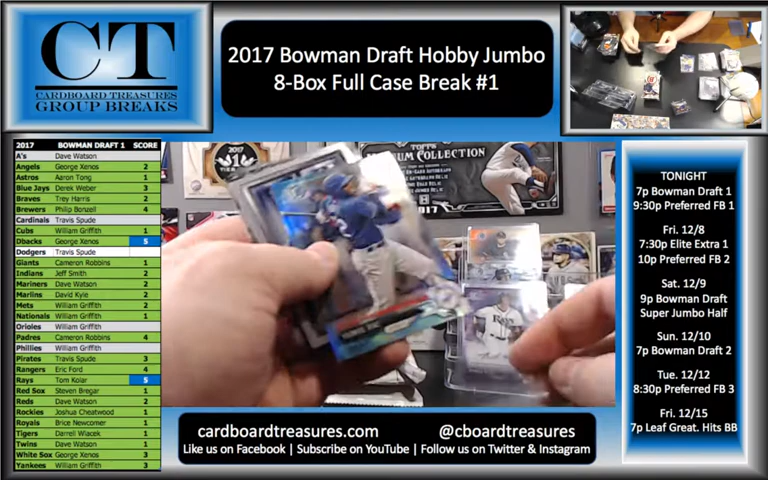 CT
CARDBOARD TREASURES
GROUP BREAKS
2017 Bowman Draft Hobby Jumbo
8-Box Full Case Break #1
2017 BOWMAN DRAFT 1 SCORE
A's Dave Watson
Angels George Xenos 2
Astros Aaron Tong 1
Blue Jays Derek Weber 3
Braves Trey Harris 2
Brewers Philip Bonzell 4
Cardinals Travis Spude
Cubs William Griffith 1
Dbacks George Xenos 5
Dodgers Travis Spude
Giants Cameron Robbins 1
Indians Jeff Smith 2
Mariners Dave Watson 2
Marlins David Kyle 2
Mets William Griffith 2
Nationals William Griffith 1
Orioles William Griffith
Padres Cameron Robbins 4
Phillies William Griffith
Pirates Travis Spude 3
Rangers Eric Ford 4
Rays Tom Kolar 5
Red Sox Steven Bregar 1
Reds Dave Watson 2
Rockies Joshua Cheatwood 1
Royals Brice Newcomer 1
Tigers Darrell Wiacek 1
Twins Dave Watson 1
White Sox George Xenos 3
Yankees William Griffith 3
2017
TOPPS
COLLECTION
2017
RAYS
TONIGHT
7p Bowman Draft 1
9:30p Preferred FB 1
Fri. 12/8
7:30p Elite Extra 1
10p Preferred FB 2
Sat. 12/9
9p Bowman Draft
Super Jumbo Half
Sun. 12/10
7p Bowman Draft 2
Tue. 12/12
8:30p Preferred FB 3
Fri. 12/15
7p Leaf Great. Hits BB
cardboardtreasures.com @cboardtreasures
Like us on Facebook | Subscribe on YouTube | Follow us on Twitter & Instagram